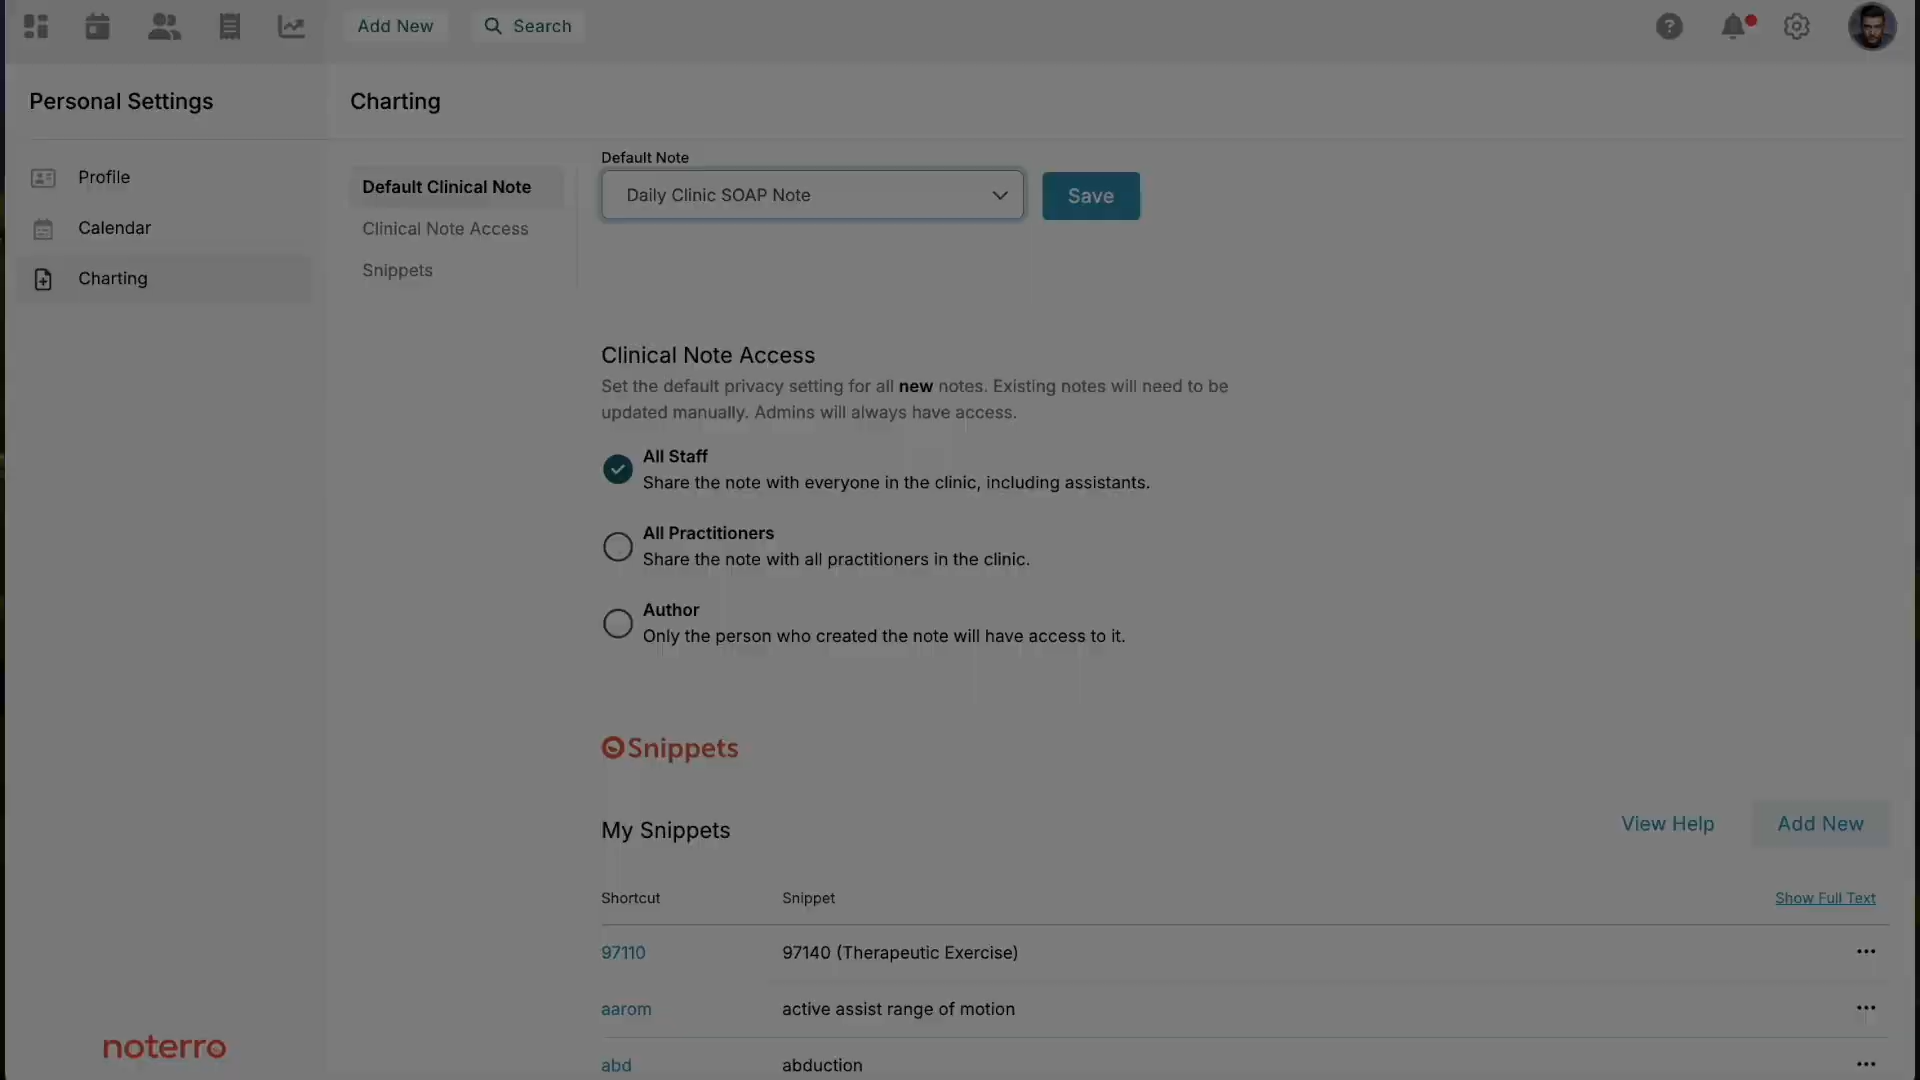 Add New
Search
Personal Settings
Charting
Profile
Calendar
Charting
Default Clinical Note
Clinical Note Access
Snippets
Default Note
Daily Clinic SOAP Note
Save
Clinical Note Access
Set the default privacy setting for all new notes. Existing notes will need to be
updated manually. Admins will always have access.
All Staff
Share the note with everyone in the clinic, including assistants.
All Practitioners
Share the note with all practitioners in the clinic.
Author
Only the person who created the note will have access to it.
Snippets
My Snippets
View Help
Add New
Shortcut
Snippet
Show Full Text
97110
97140 (Therapeutic Exercise)
aarom
active assist range of motion
abd
abduction
noterro